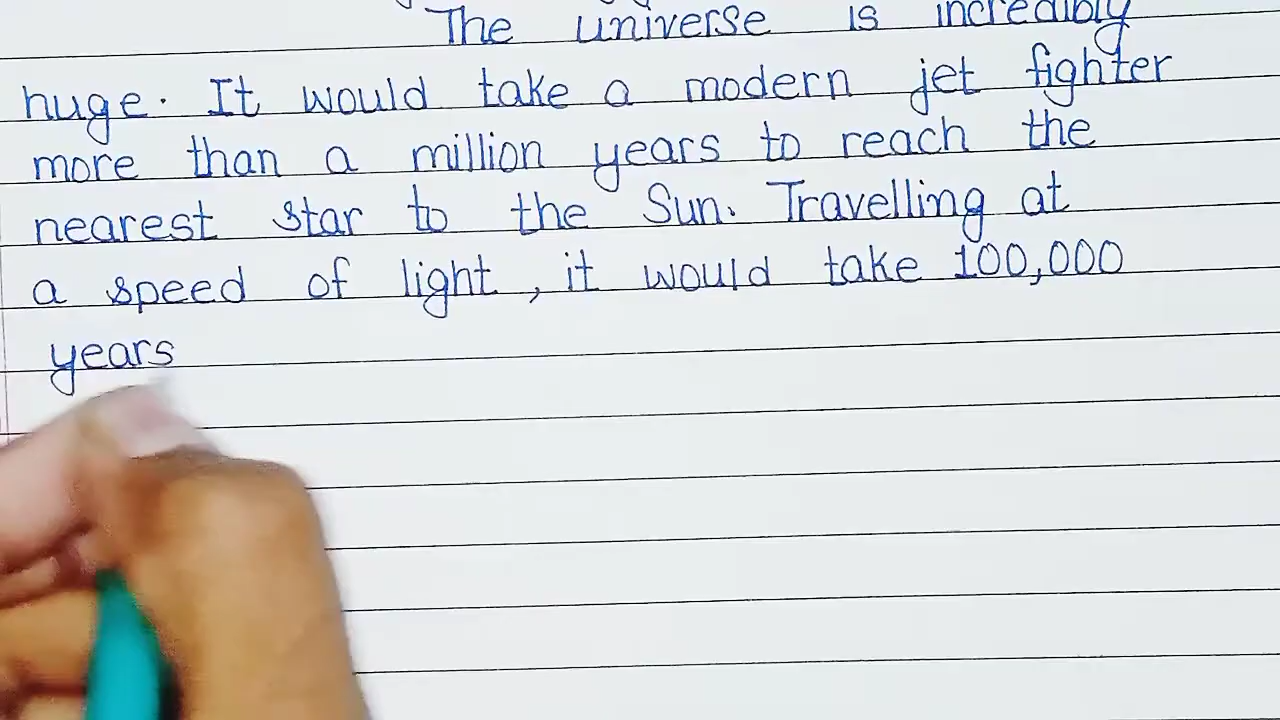 The universe is incredibly
huge. It would take a modern jet fighter
more than a million years to reach the
nearest star to the Sun. Travelling at
a speed of light, it would take 100,000
years